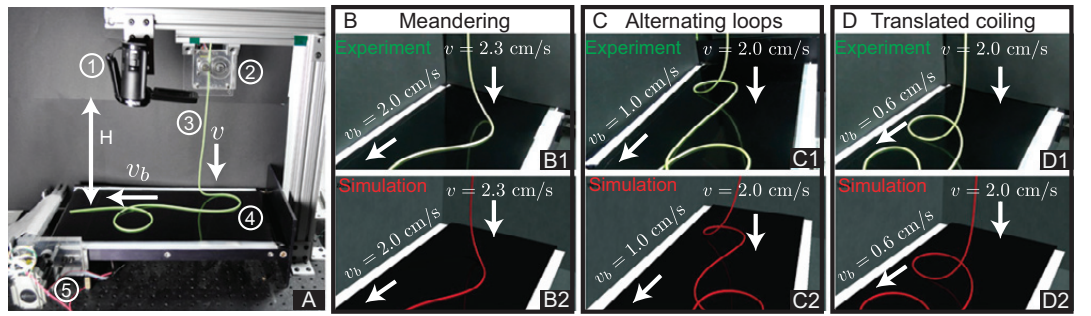 ①
②
③
H
v
v_b
④
⑤
A
B Meandering
Experiment
v = 2.3 cm/s
v_b = 2.0 cm/s
B1
Simulation
v = 2.3 cm/s
v_b = 2.0 cm/s
B2
C Alternating loops
Experiment
v = 2.0 cm/s
v_b = 1.0 cm/s
C1
Simulation
v = 2.0 cm/s
v_b = 1.0 cm/s
C2
D Translated coiling
Experiment
v = 2.0 cm/s
v_b = 0.6 cm/s
D1
Simulation
v = 2.0 cm/s
v_b = 0.6 cm/s
D2